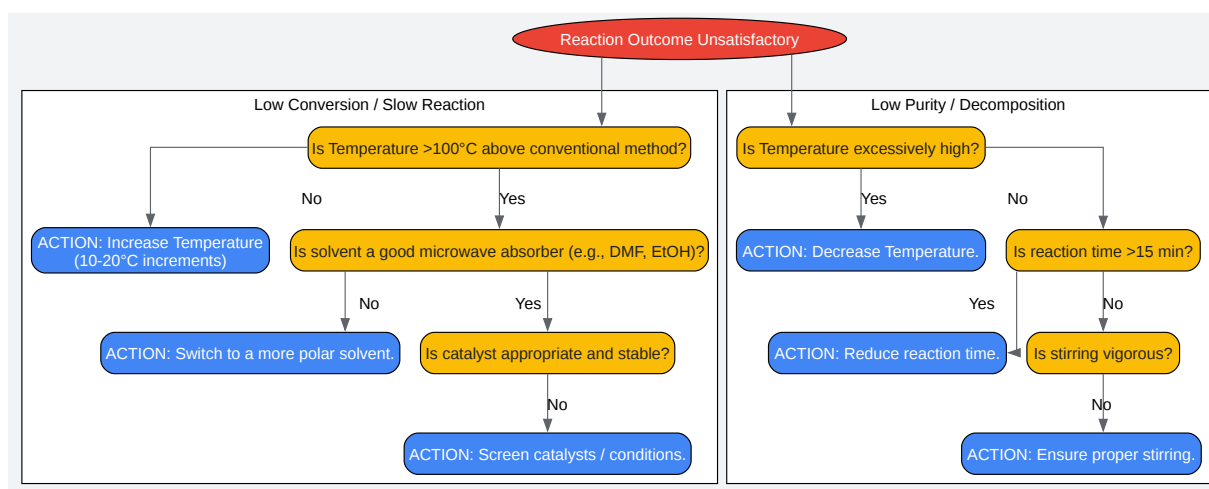 Reaction Outcome Unsatisfactory
Low Conversion / Slow Reaction
Is Temperature >100°C above conventional method?
No
Yes
ACTION: Increase Temperature
(10-20°C increments)
Is solvent a good microwave absorber (e.g., DMF, EtOH)?
No
Yes
ACTION: Switch to a more polar solvent.
Is catalyst appropriate and stable?
No
ACTION: Screen catalysts / conditions.
Low Purity / Decomposition
Is Temperature excessively high?
Yes
No
ACTION: Decrease Temperature.
Is reaction time >15 min?
Yes
No
ACTION: Reduce reaction time.
Is stirring vigorous?
No
ACTION: Ensure proper stirring.